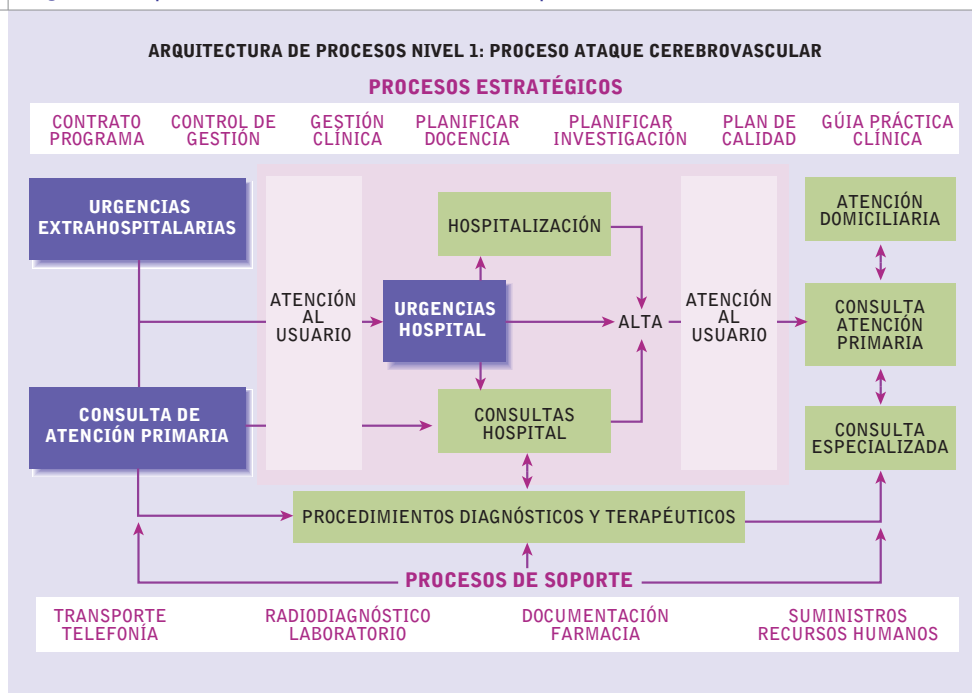 ARQUITECTURA DE PROCESOS NIVEL 1: PROCESO ATAQUE CEREBROVASCULAR
PROCESOS ESTRATÉGICOS
CONTRATO
PROGRAMA
CONTROL DE
GESTIÓN
GESTIÓN
CLÍNICA
PLANIFICAR
DOCENCIA
PLANIFICAR
INVESTIGACIÓN
PLAN DE
CALIDAD
GÚIA PRÁCTICA
CLÍNICA
URGENCIAS
EXTRAHOSPITALARIAS
CONSULTA DE
ATENCIÓN PRIMARIA
ATENCIÓN
AL
USUARIO
HOSPITALIZACIÓN
URGENCIAS
HOSPITAL
CONSULTAS
HOSPITAL
ALTA
ATENCIÓN
AL
USUARIO
ATENCIÓN
DOMICILIARIA
CONSULTA
ATENCIÓN
PRIMARIA
CONSULTA
ESPECIALIZADA
PROCEDIMIENTOS DIAGNÓSTICOS Y TERAPÉUTICOS
PROCESOS DE SOPORTE
TRANSPORTE
TELEFONÍA
RADIODIAGNÓSTICO
LABORATORIO
DOCUMENTACIÓN
FARMACIA
SUMINISTROS
RECURSOS HUMANOS